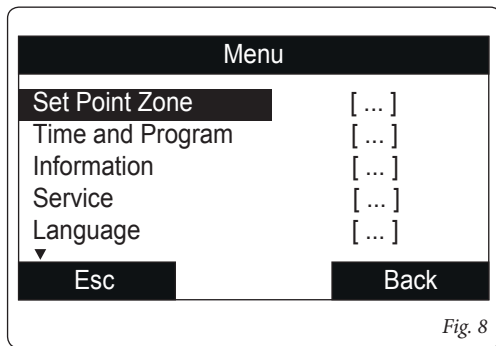 Menu
Set Point Zone [ ... ]
Time and Program [ ... ]
Information [ ... ]
Service [ ... ]
Language [ ... ]
▼
Esc Back
Fig. 8